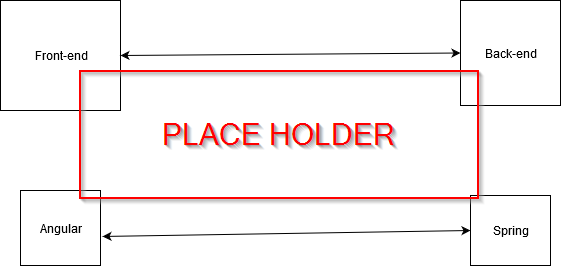 Front-end
Back-end
PLACE HOLDER
Angular
Spring